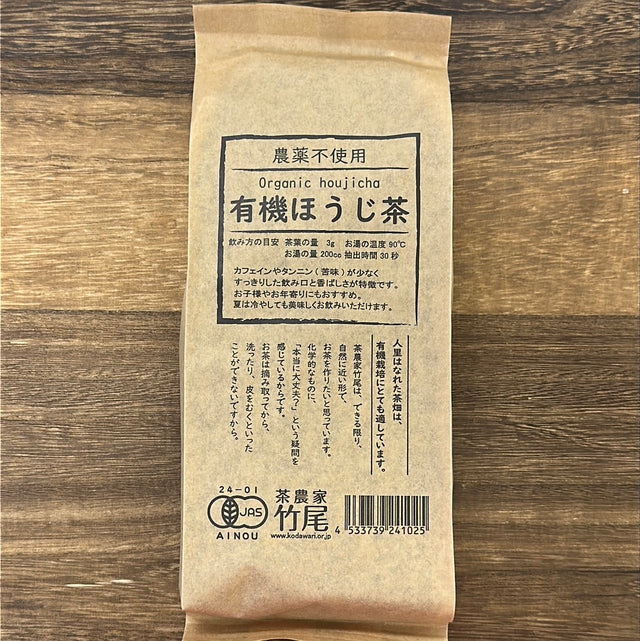 農薬不使用
Organic houjicha
有機ほうじ茶
飲み方の目安 茶葉の量 3g お湯の温度 90℃
お湯の量 200cc 抽出時間 30秒
カフェインやタンニン(苦味)が少なく
すっきりした飲み口と香ばしさが特徴です。
お子様やお年寄りにもおすすめ。
夏は冷やしても美味しくお飲みいただけます。
人里はなれた茶畑は、
有機栽培にとても適しています。
茶農家竹尾は、できる限り、
自然に近い形で、
お茶を作りたいと思っています。
化学的なものに、
「本当に大丈夫?」という疑問を
感じているからです。
お茶は摘み取ってから、
洗ったり、皮をむくといった
ことができないですから。
24-01
JAS
AINOU
茶農家
竹尾
www.kodawari.or.jp
4 533739 241025